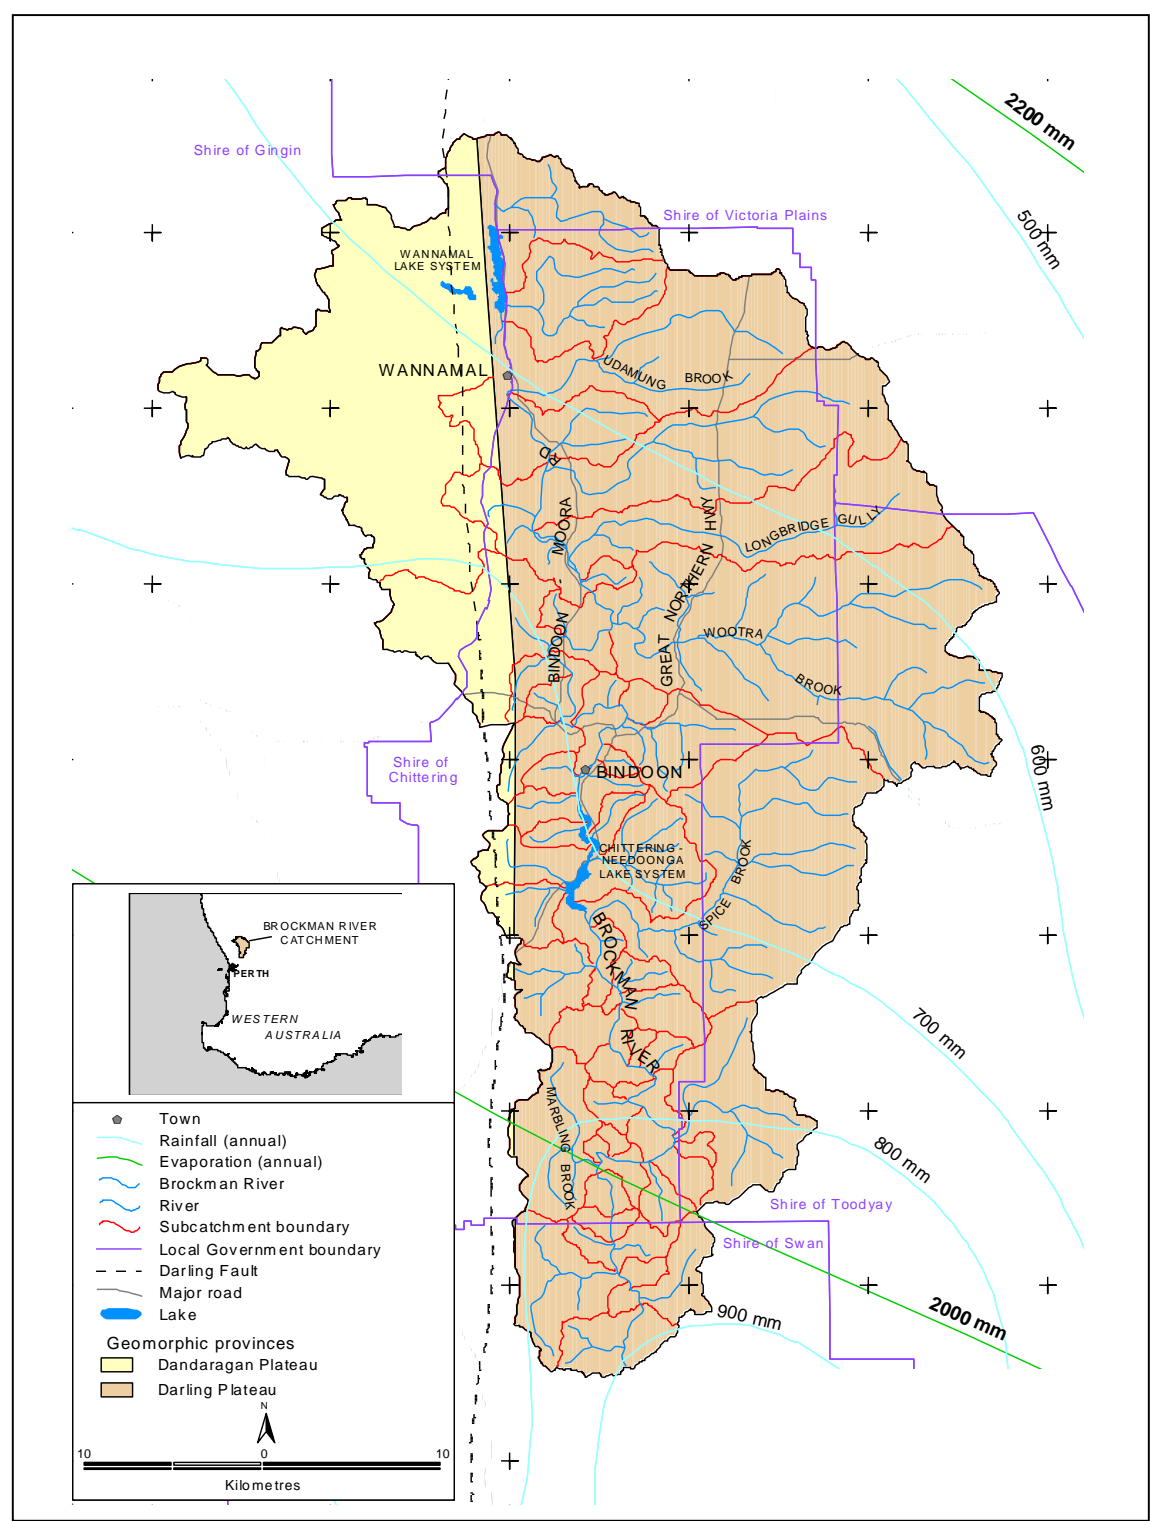 2200 mm
Shire of Gingin
500 mm
Shire of Victoria Plains
WANNAMAL
LAKE SYSTEM
WANNAMAL
UDAMUNG BROOK
BINDOON - MOORA RD
GREAT NORTHERN HWY
LONGBRIDGE GULLY
WOOTRA BROOK
Shire of
Chittering
BINDOON
600 mm
CHITTERING -
NEEDOONGA
LAKE SYSTEM
SPICE BROOK
BROCKMAN RIVER
700 mm
MARBLING BROOK
800 mm
Shire of Toodyay
Shire of Swan
900 mm
2000 mm
BROCKMAN RIVER
CATCHMENT
PERTH
WESTERN
AUSTRALIA
Town
Rainfall (annual)
Evaporation (annual)
Brockman River
River
Subcatchment boundary
Local Government boundary
Darling Fault
Major road
Lake
Geomorphic provinces
Dandaragan Plateau
Darling Plateau
N
10 0 10
Kilometres